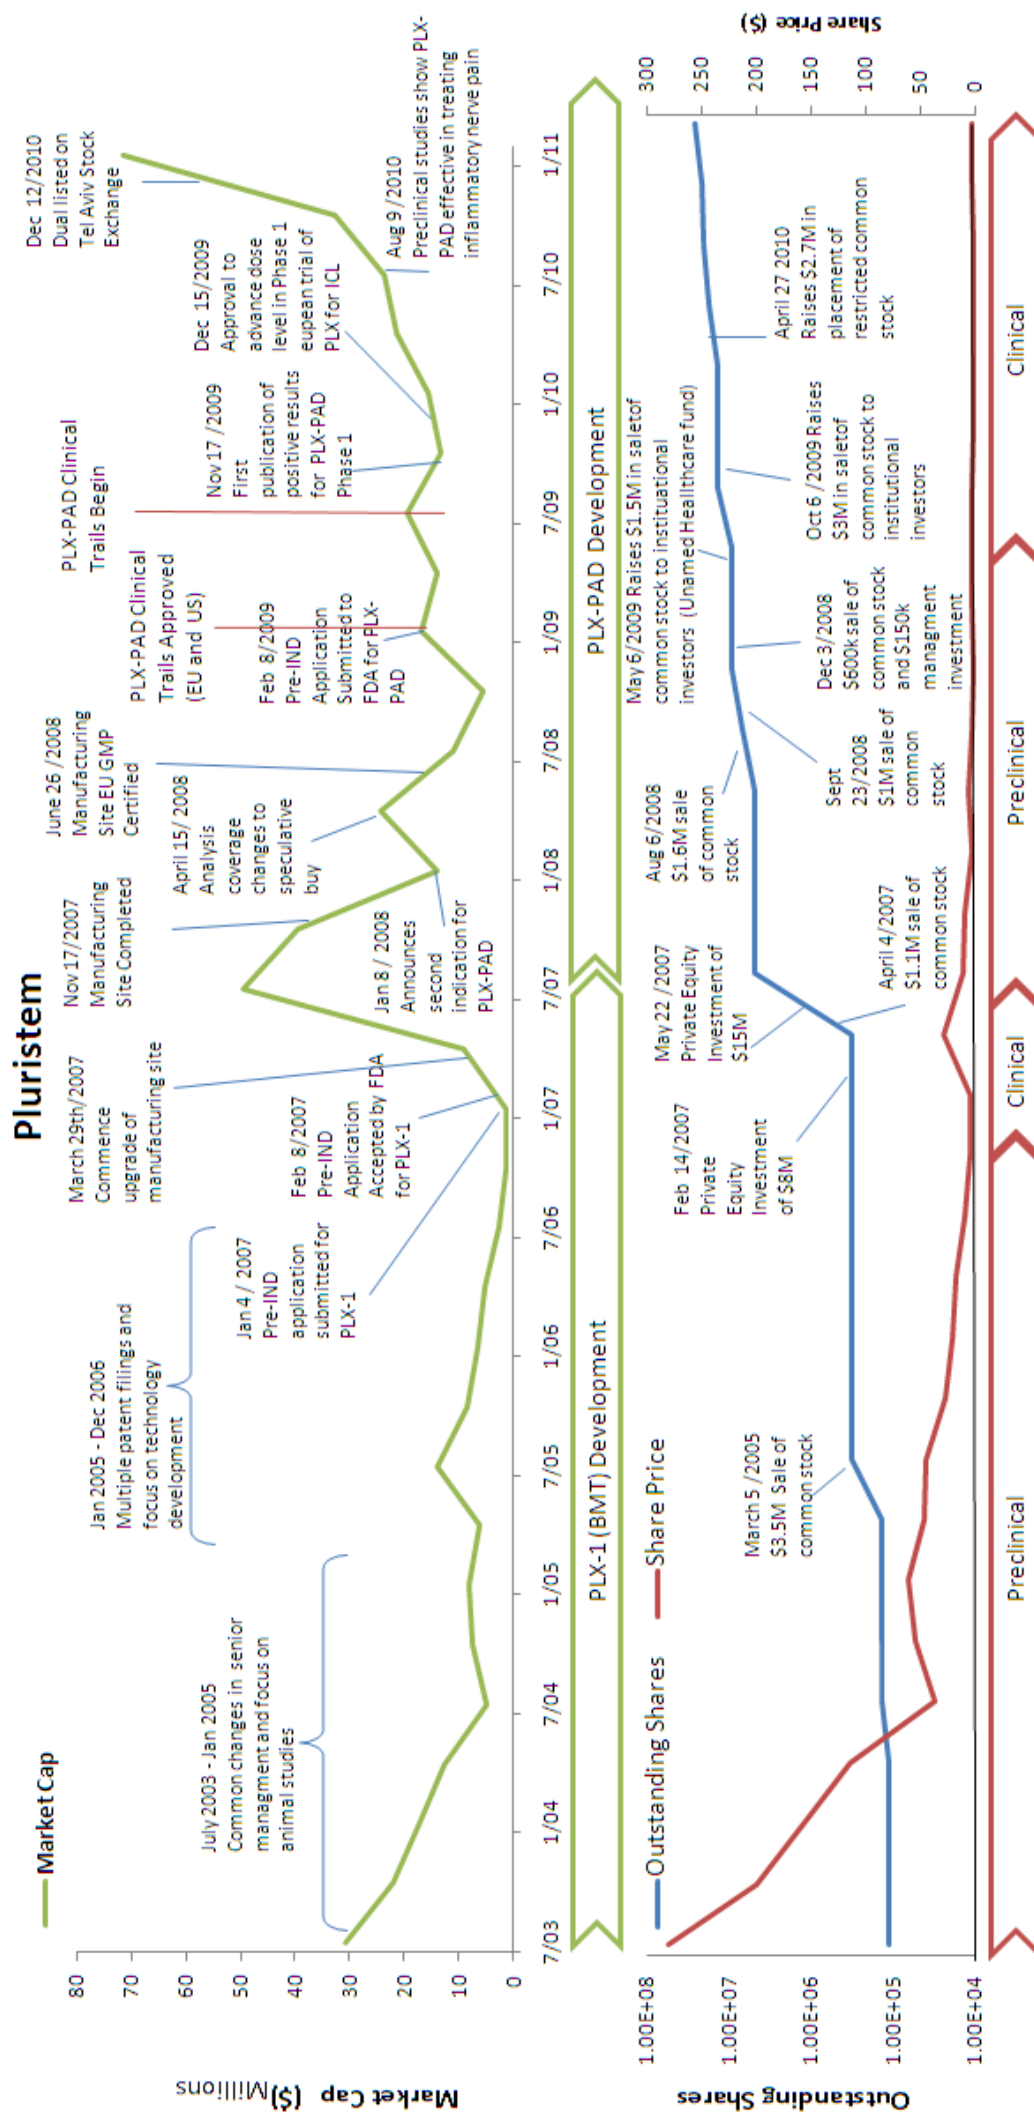 Pluristem
Market Cap
Market Cap ($)
Millions
80
70
60
50
40
30
20
10
0
July 2003 - Jan 2005
Common changes in senior
managment and focus on
animal studies
Jan 2005 - Dec 2006
Multiple patent filings and
focus on technology
development
Jan 4 / 2007
Pre-IND
application
submitted for
PLX-1
March 29th/2007
Commence
upgrade of
manufacturing site
Feb 8/2007
Pre-IND
Application
Accepted by FDA
for PLX-1
Nov 17/2007
Manufacturing
Site Completed
Jan 8 / 2008
Announces
second
indication for
PLX-PAD
June 26 /2008
Manufacturing
Site EU GMP
Certified
April 15/ 2008
Analysis
coverage
changes to
speculative
buy
PLX-PAD Clinical
Trails Approved
(EU and US)
Feb 8/2009
Pre-IND
Application
Submitted to
FDA for PLX-
PAD
PLX-PAD Clinical
Trails Begin
Nov 17 /2009
First
publication of
positive results
for PLX-PAD
Phase 1
Dec 15/2009
Approval to
advance dose
level in Phase 1
eupean trial of
PLX for ICL
Dec 12/2010
Dual listed on
Tel Aviv Stock
Exchange
Aug 9 /2010
Preclinical studies show PLX-
PAD effective in treating
inflammatory nerve pain
7/03
1/04
7/04
1/05
7/05
1/06
7/06
1/07
7/07
1/08
7/08
1/09
7/09
1/10
7/10
1/11
PLX-1 (BMT) Development
PLX-PAD Development
Outstanding Shares
Share Price
Outstanding Shares
1.00E+08
1.00E+07
1.00E+06
1.00E+05
1.00E+04
March 5 /2005
$3.5M Sale of
common stock
Feb 14/2007
Private
Equity
Investment
of $8M
May 22 /2007
Private Equity
Investment of
$15M
April 4/2007
$1.1M sale of
common stock
Aug 6/2008
$1.6M sale
of common
stock
Sept
23/2008
$1M sale of
common
stock
May 6/2009 Raises $1.5M in saletof
common stock to instituational
investors (Unamed Healthcare fund)
Dec 3/2008
$600k sale of
common stock
and $150k
managment
investment
Oct 6 /2009 Raises
$3M in saletof
common stock to
institutional
investors
April 27 2010
Raises $2.7M in
placement of
restricted common
stock
300
250
200
150
100
50
0
Share Price
($)
Preclinical
Clinical
Preclinical
Clinical